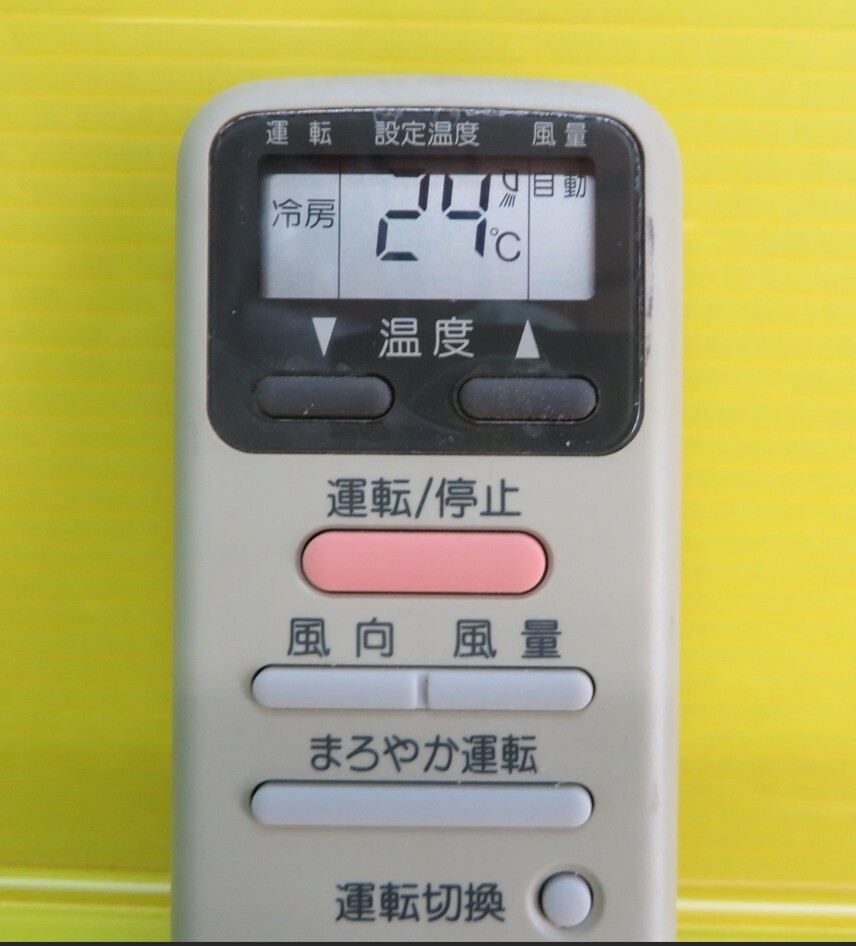 運転 設定温度 風量
冷房 24℃ 自動
▼ 温度 ▲
運転/停止
風向 風量
まろやか運転
運転切換